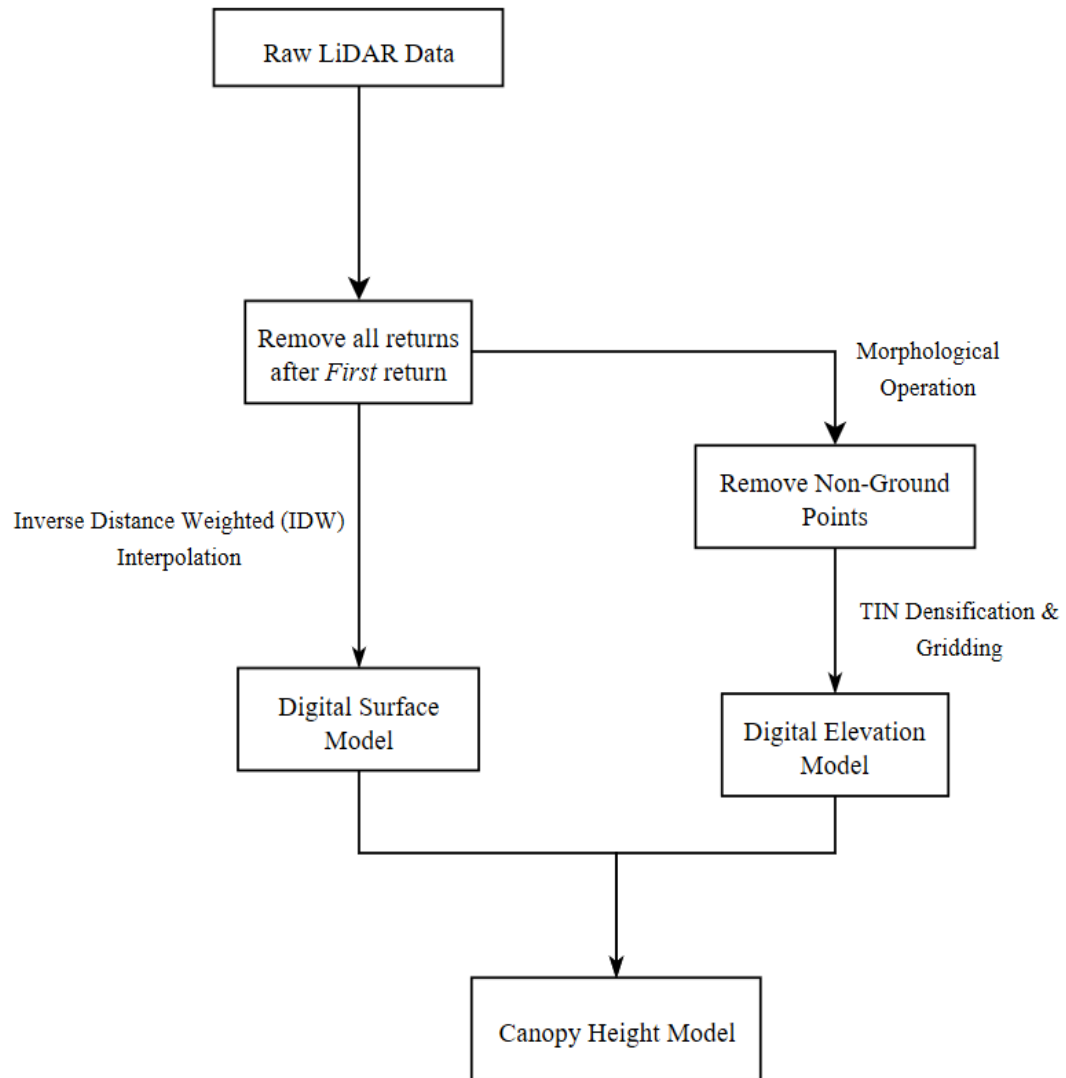 Raw LiDAR Data
Remove all returns
after First return
Morphological
Operation
Remove Non-Ground
Points
Inverse Distance Weighted (IDW)
Interpolation
TIN Densification &
Gridding
Digital Surface
Model
Digital Elevation
Model
Canopy Height Model